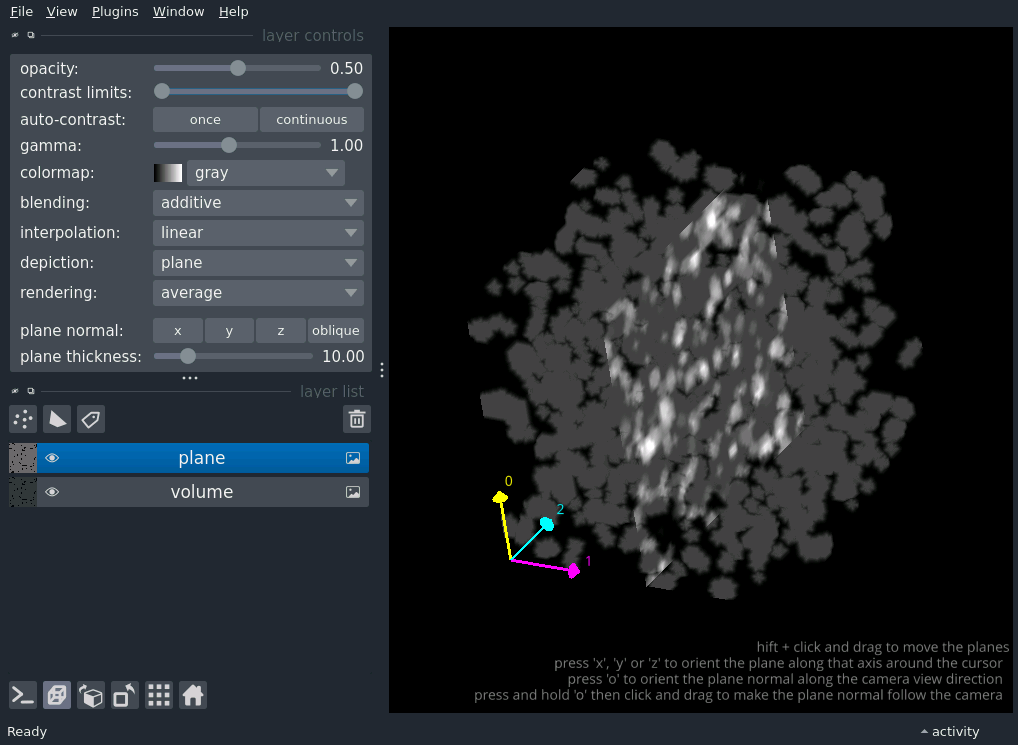 File View Plugins Window Help
layer controls
opacity: 0.50
contrast limits:
auto-contrast: once continuous
gamma: 1.00
colormap: gray
blending: additive
interpolation: linear
depiction: plane
rendering: average
plane normal: x y z oblique
plane thickness: 10.00
layer list
plane
volume
0
2
1
hift + click and drag to move the planes
press 'x', 'y' or 'z' to orient the plane along that axis around the cursor
press 'o' to orient the plane normal along the camera view direction
press and hold 'o' then click and drag to make the plane normal follow the camera
Ready
activity